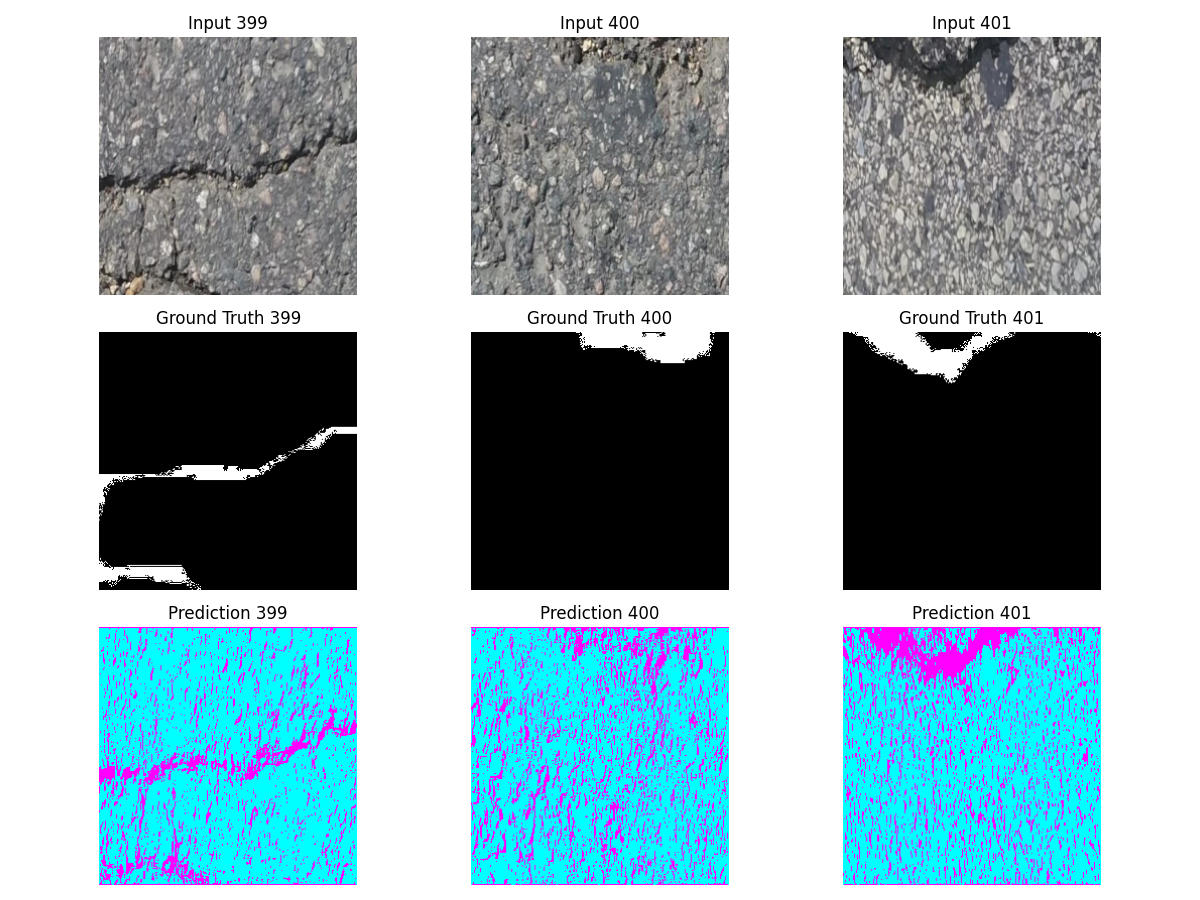 Input 399
Input 400
Input 401
Ground Truth 399
Ground Truth 400
Ground Truth 401
Prediction 399
Prediction 400
Prediction 401